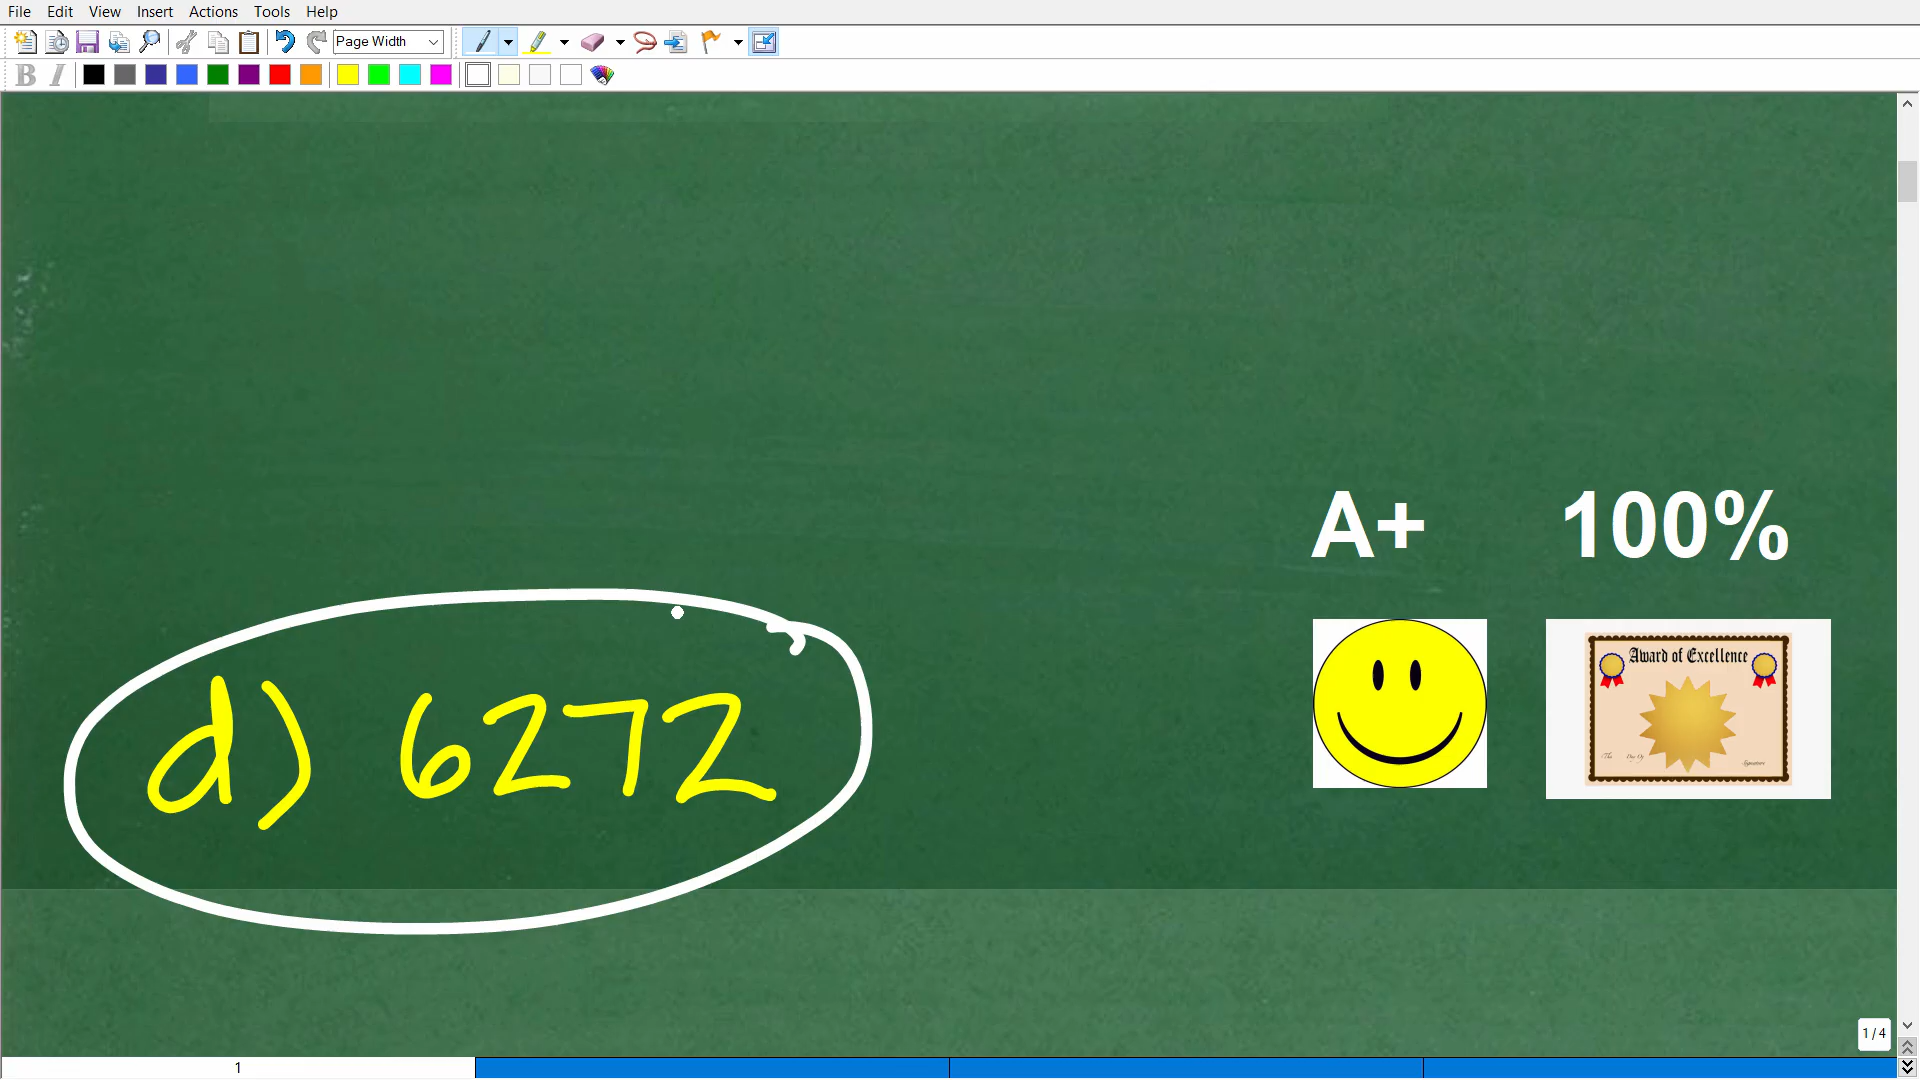 File Edit View Insert Actions Tools Help
Page Width
B I
A+ 100%
Award of Excellence
d) 6272
1 / 4
1